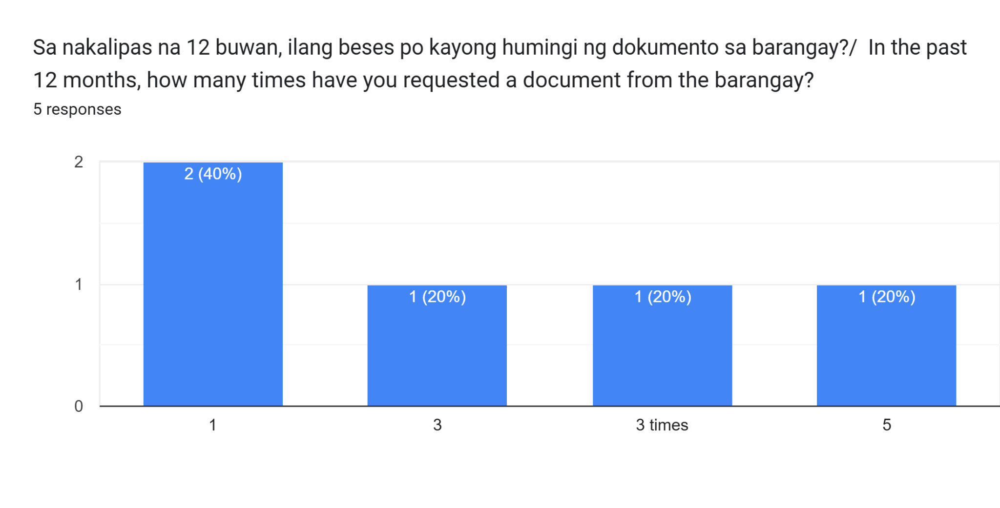 Sa nakalipas na 12 buwan, ilang beses po kayong humingi ng dokumento sa barangay?/  In the past
12 months, how many times have you requested a document from the barangay?
5 responses
2
2 (40%)
1
1 (20%)
1 (20%)
1 (20%)
0
1
3
3 times
5